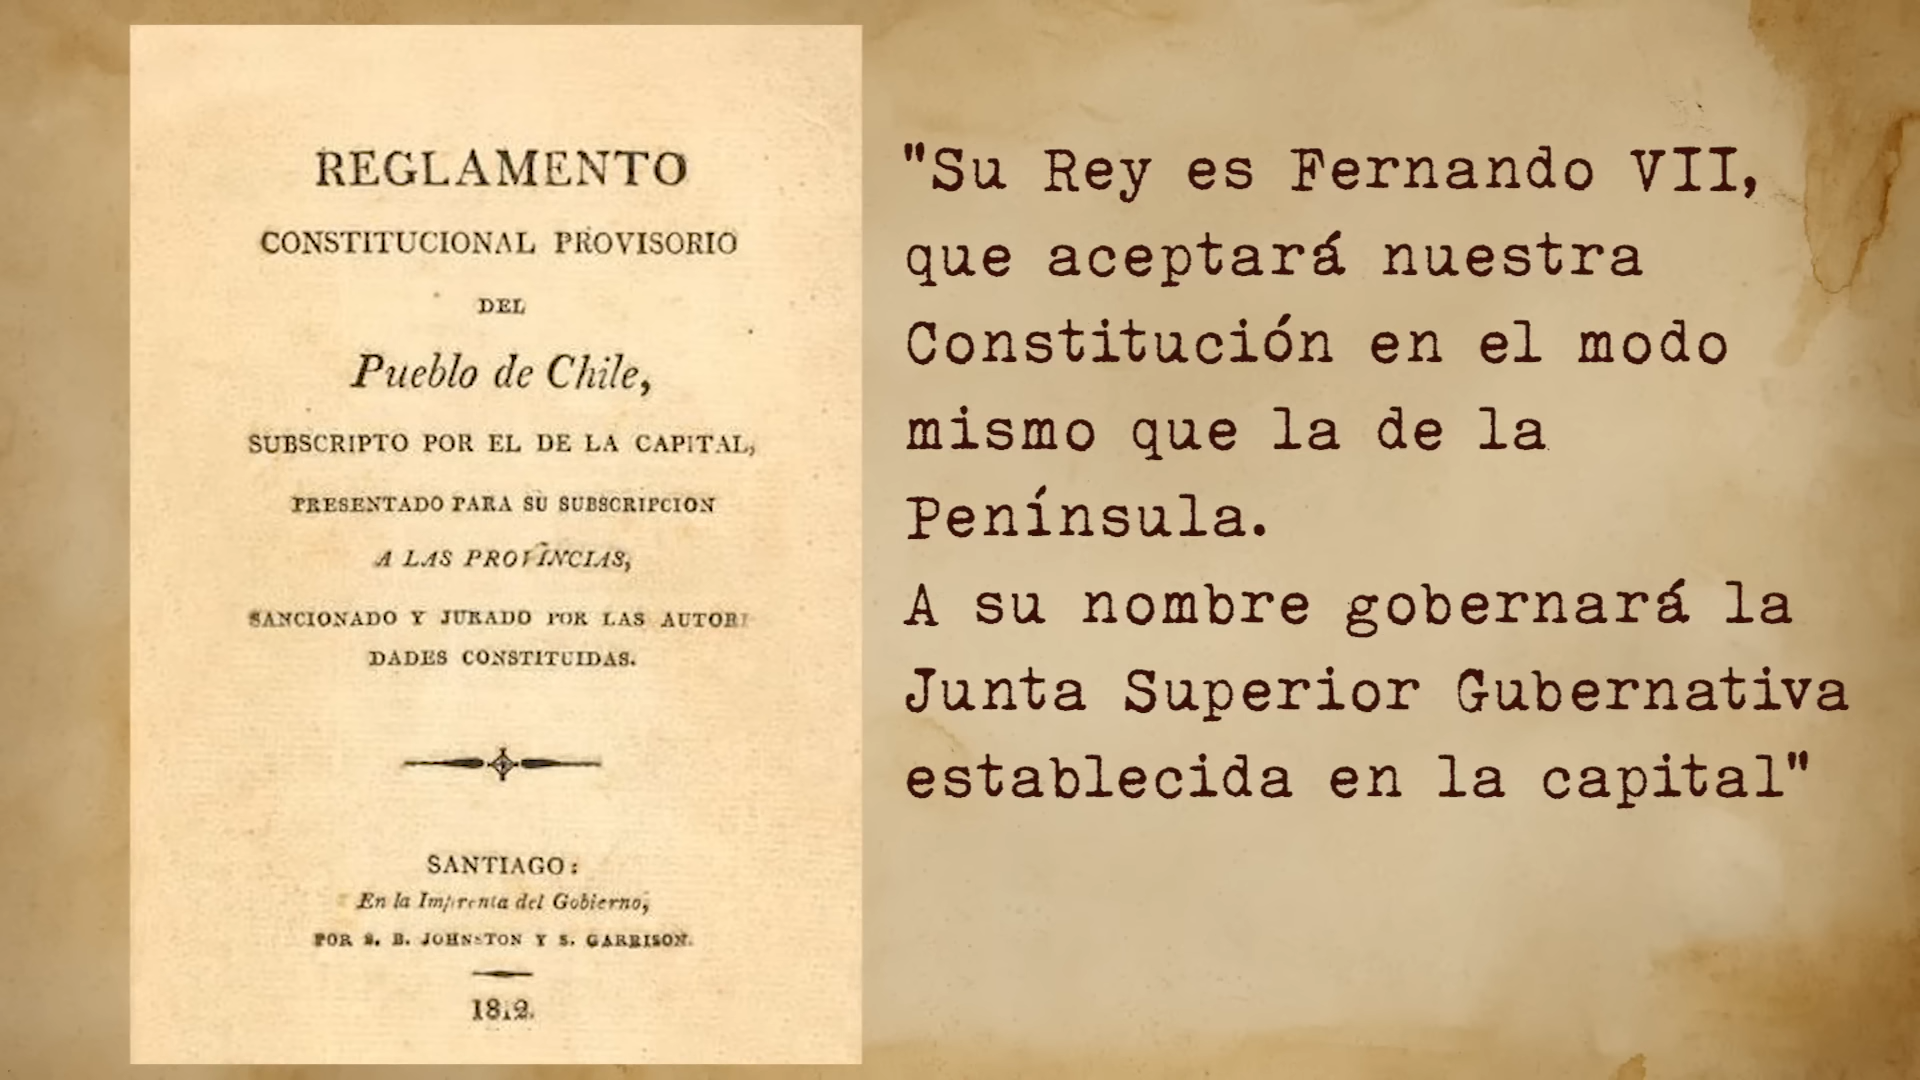 REGLAMENTO
CONSTITUCIONAL PROVISORIO
DEL
Pueblo de Chile,
SUBSCRIPTO POR EL DE LA CAPITAL,
PRESENTADO PARA SU SUBSCRIPCION
A LAS PROVINCIAS,
SANCIONADO Y JURADO POR LAS AUTORI
DADES CONSTITUIDAS.
SANTIAGO:
En la Imprenta del Gobierno,
POR S. B. JOHNSTON Y S. GARRISON.
1812.
"Su Rey es Fernando VII,
que aceptará nuestra
Constitución en el modo
mismo que la de la
Península.
A su nombre gobernará la
Junta Superior Gubernativa
establecida en la capital"